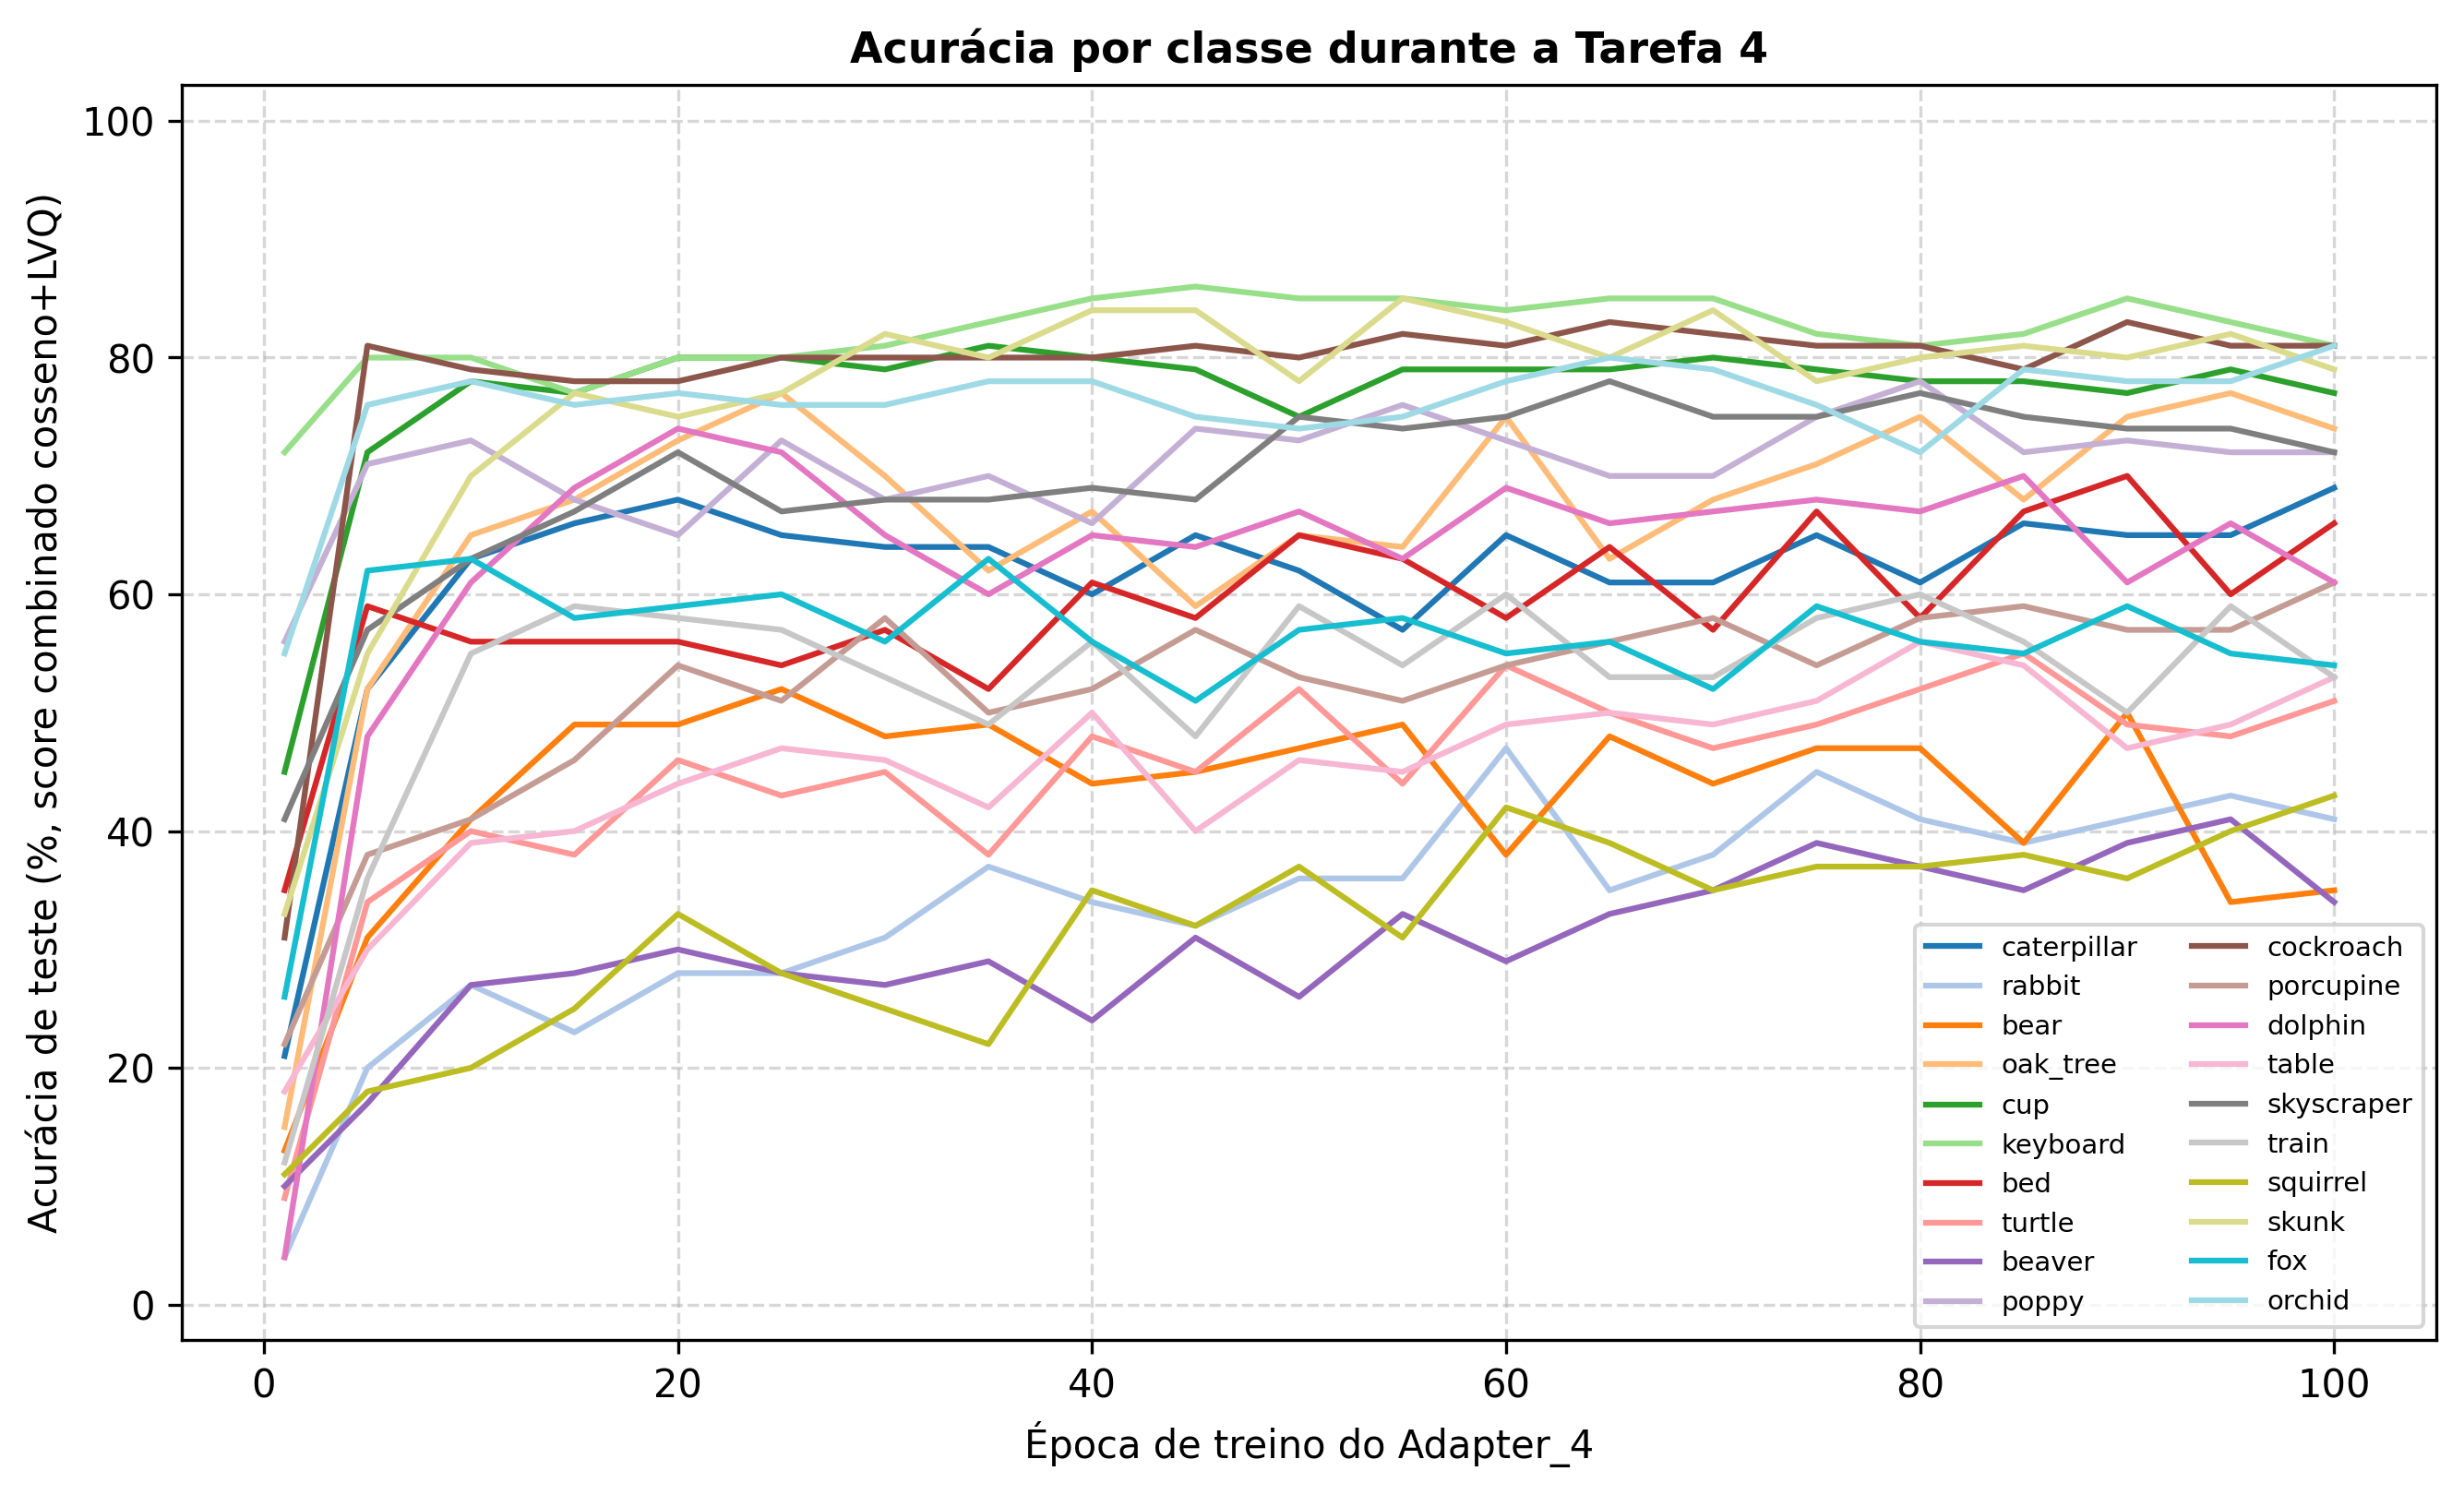 Acurácia por classe durante a Tarefa 4
Acurácia de teste (%, score combinado cosseno+LVQ)
100
80
60
40
20
0
0 20 40 60 80 100
Época de treino do Adapter_4
caterpillar
rabbit
bear
oak_tree
cup
keyboard
bed
turtle
beaver
poppy
cockroach
porcupine
dolphin
table
skyscraper
train
squirrel
skunk
fox
orchid